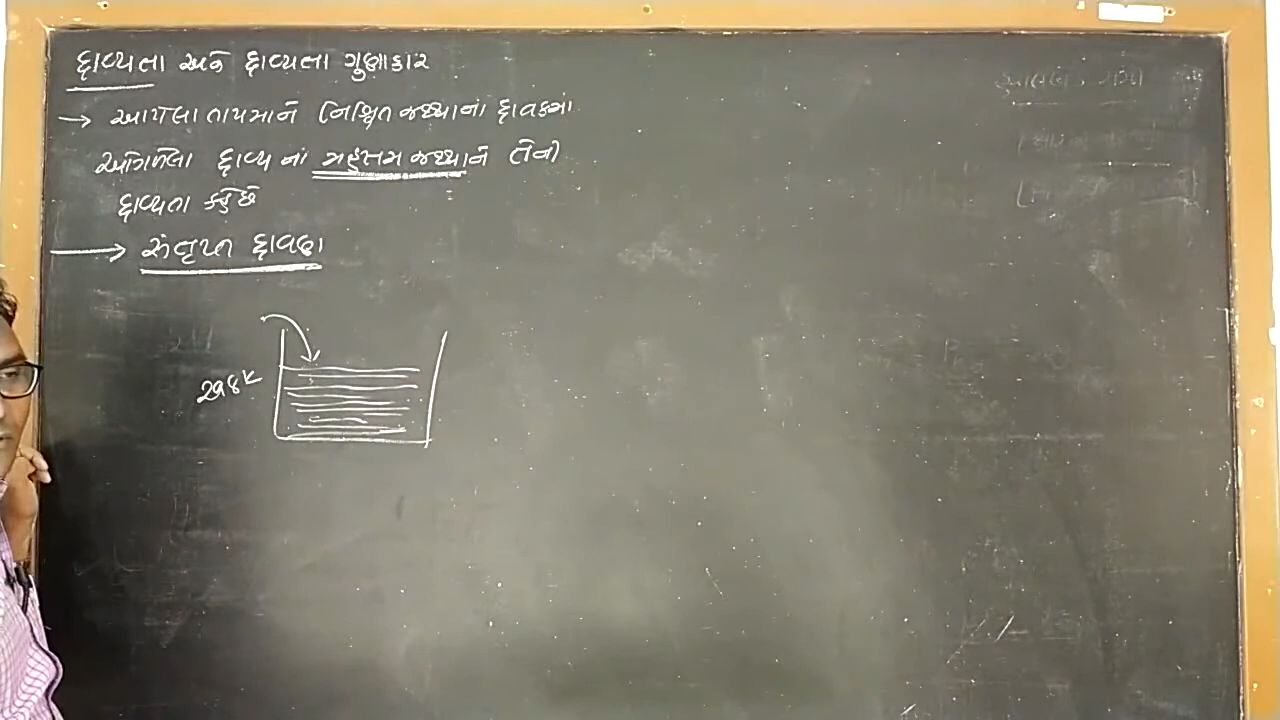 દ્રાવ્યતા અને દ્રાવ્યતા ગુણાકાર
→ આપેલા તાપમાને નિશ્ચિત જથ્થાનાં દ્રાવકમાં
ઓગળેલા દ્રાવ્ય નાં મહત્તમ જથ્થાને તેની
દ્રાવ્યતા કહે છે
→ સંતૃપ્ત દ્રાવણ
298K